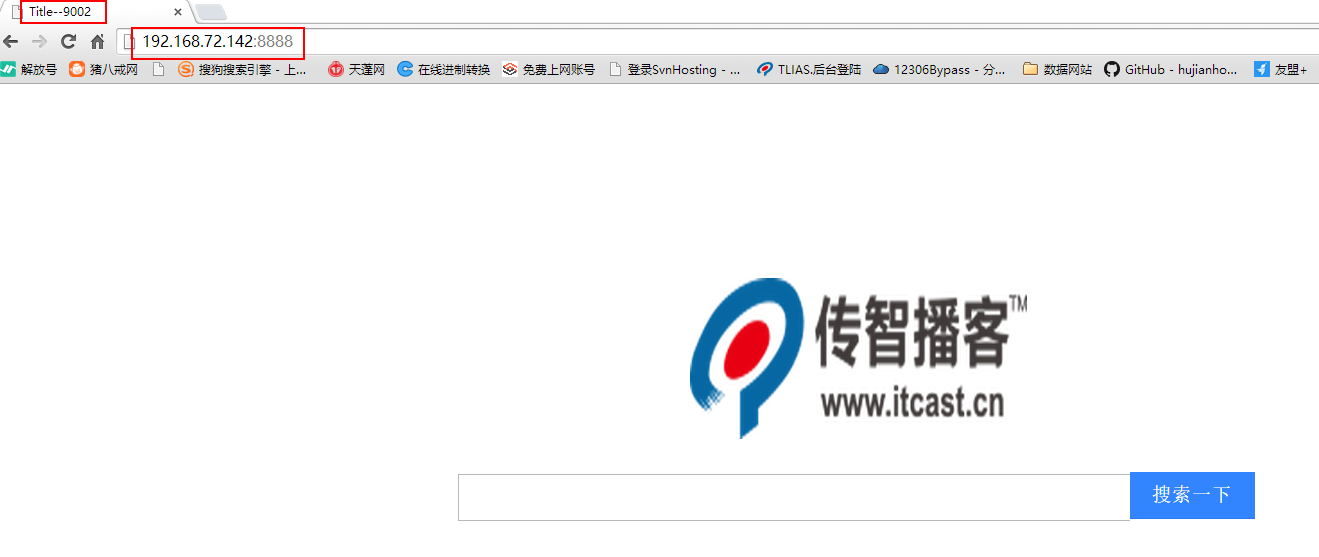 Title--9002
192.168.72.142:8888
解放号 猪八戒网 搜狗搜索引擎 - 上... 天蓬网 在线进制转换 免费上网账号 登录SvnHosting - ... TLIAS.后台登陆 12306Bypass - 分... 数据网站 GitHub - hujianho... 友盟+
传智播客TM
www.itcast.cn
搜索一下